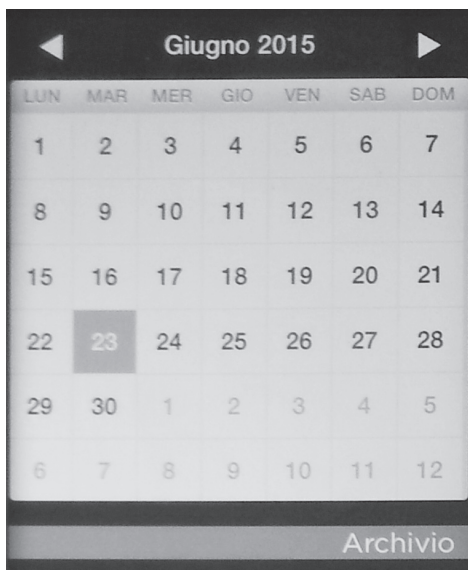 Giugno 2015
LUN MAR MER GIO VEN SAB DOM
1 2 3 4 5 6 7
8 9 10 11 12 13 14
15 16 17 18 19 20 21
22 23 24 25 26 27 28
29 30 1 2 3 4 5
6 7 8 9 10 11 12
Archivio